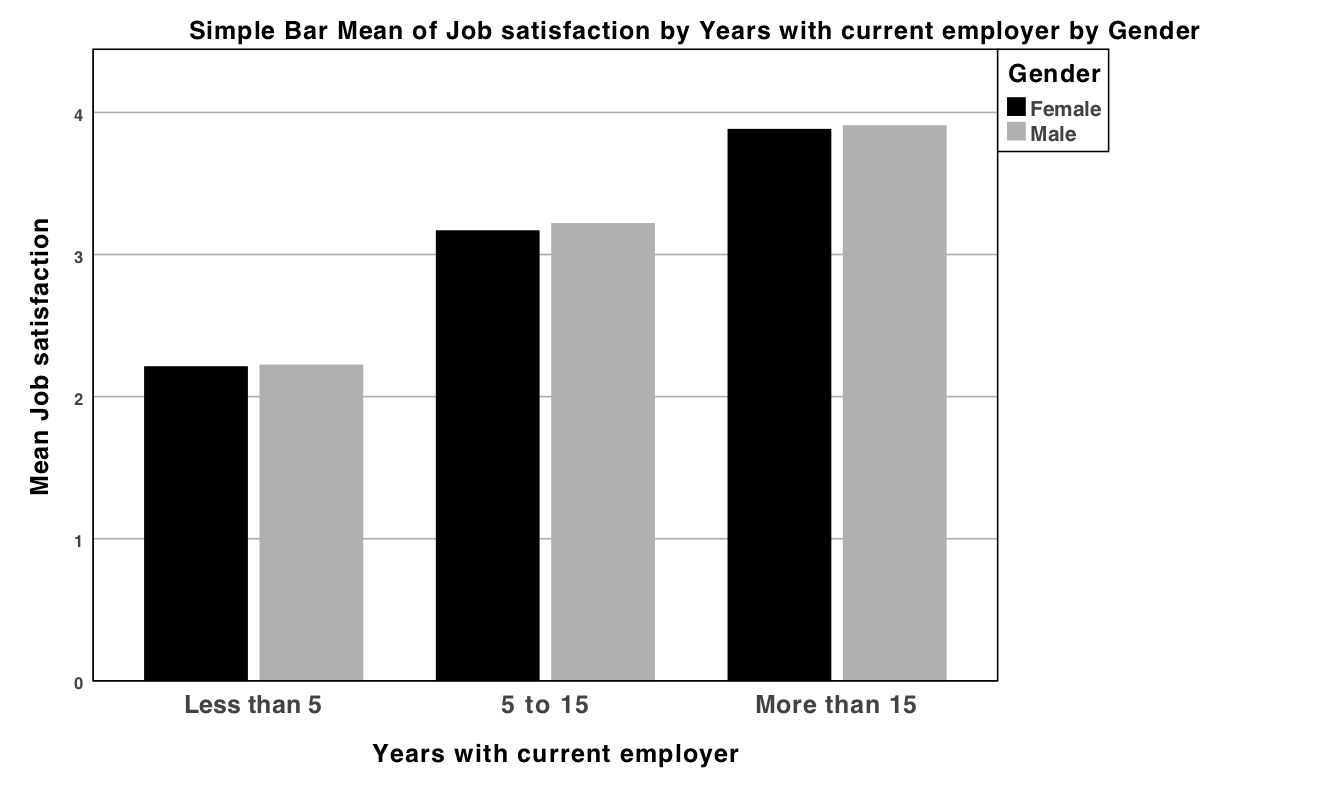 Simple Bar Mean of Job satisfaction by Years with current employer by Gender
Gender
Female
Male
Mean Job satisfaction
4
3
2
1
0
Less than 5
5 to 15
More than 15
Years with current employer